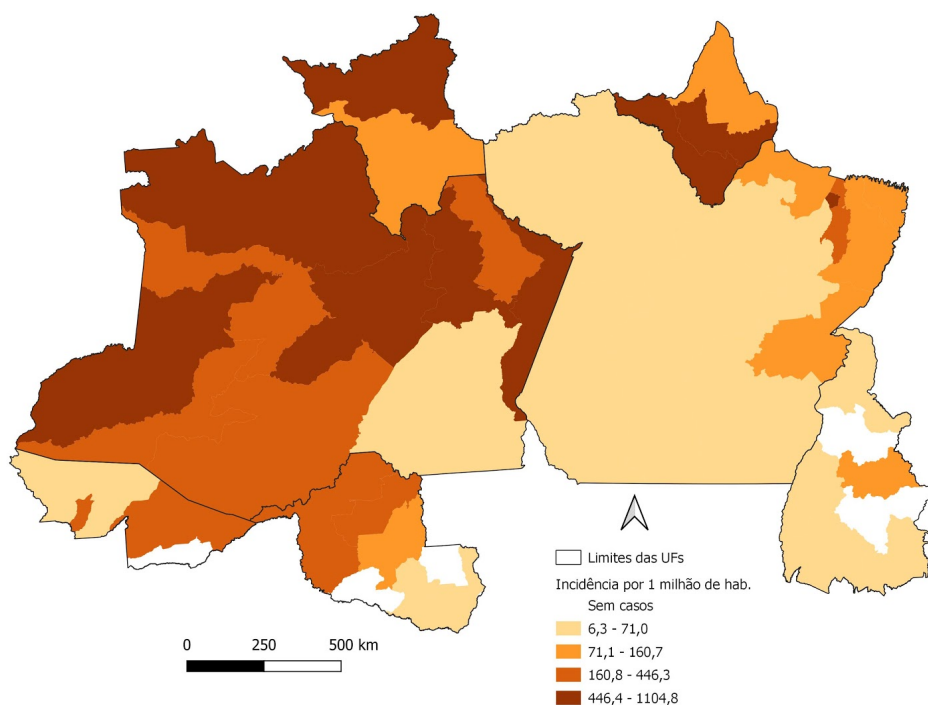 Limites das UFs
Incidência por 1 milhão de hab.
Sem casos
6,3 - 71,0
71,1 - 160,7
160,8 - 446,3
446,4 - 1104,8
0 250 500 km